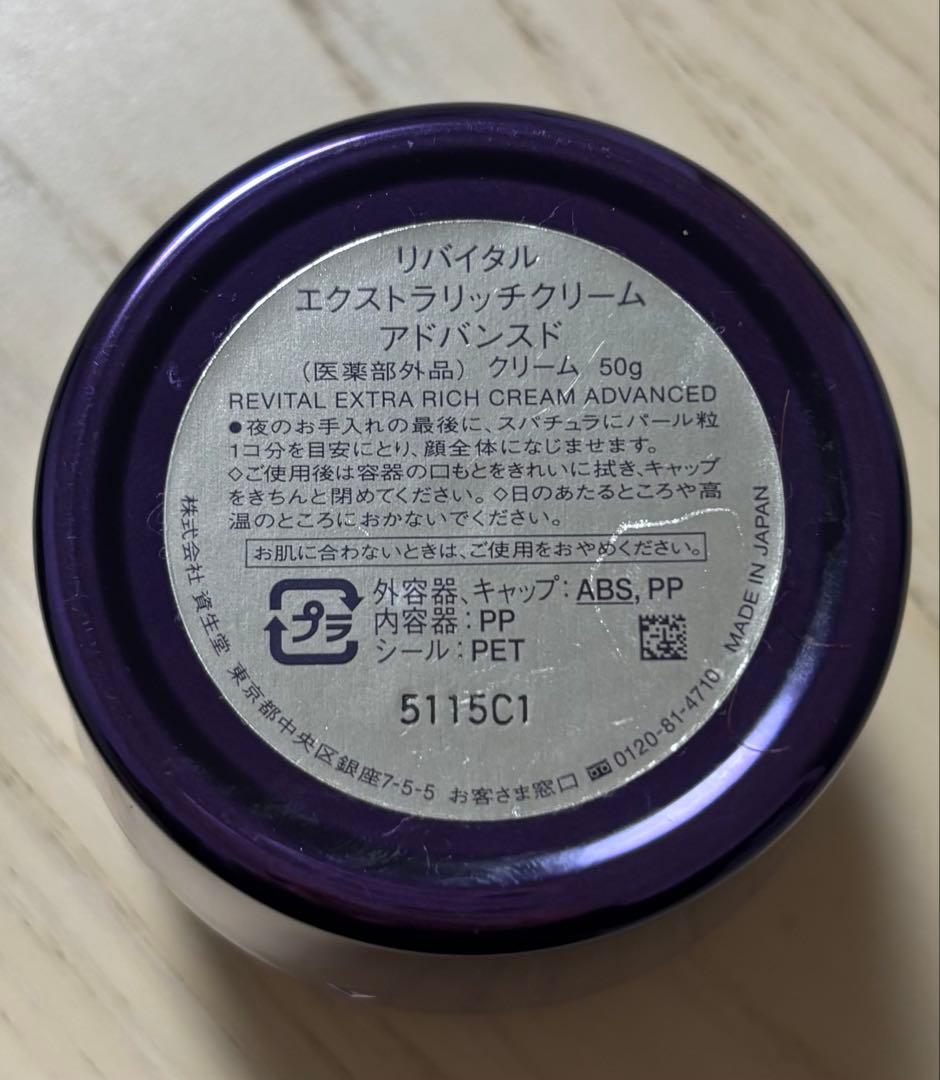 リバイタル
エクストラリッチクリーム
アドバンスド
（医薬部外品） クリーム 50g
REVITAL EXTRA RICH CREAM ADVANCED
●夜のお手入れの最後に、スパチュラにパール粒
1コ分を目安にとり、顔全体になじませます。
◇ご使用後は容器の口もとをきれいに拭き、キャップ
をきちんと閉めてください。◇日のあたるところや高
温のところにおかないでください。
お肌に合わないときは、ご使用をおやめください。
プラ
外容器、キャップ：ABS, PP
内容器：PP
シール：PET
5115C1
株式会社 資生堂 東京都中央区銀座7-5-5 お客さま窓口 0120-81-4710 MADE IN JAPAN